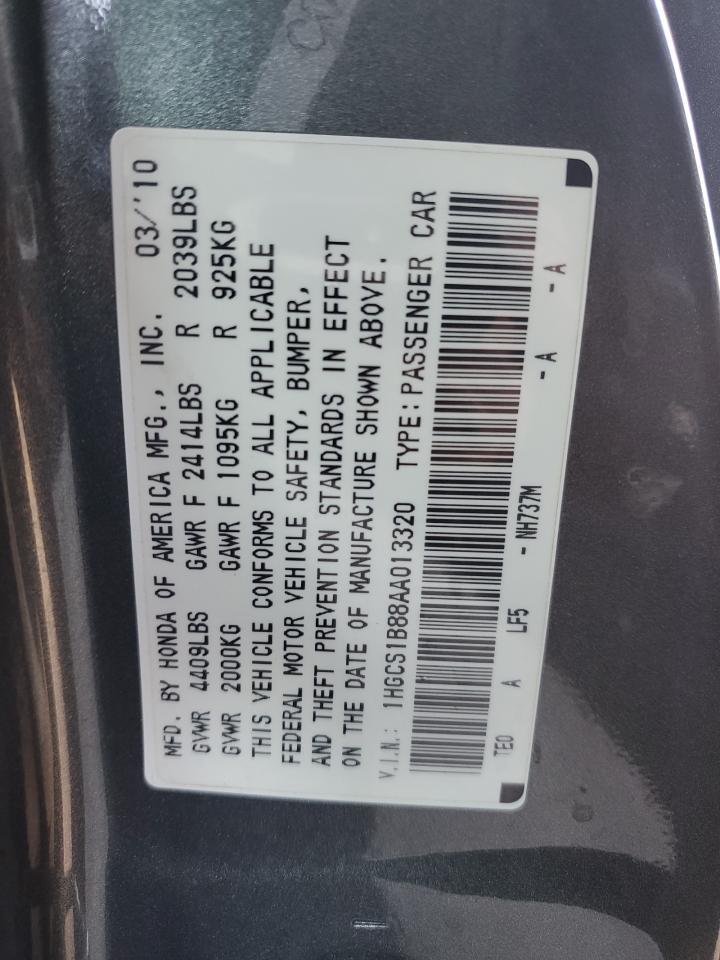 MFD. BY HONDA OF AMERICA MFG., INC. 03/'10
GVWR 4409LBS GAWR F 2414LBS R 2039LBS
GVWR 2000KG GAWR F 1095KG R 925KG
THIS VEHICLE CONFORMS TO ALL APPLICABLE
FEDERAL MOTOR VEHICLE SAFETY, BUMPER,
AND THEFT PREVENTION STANDARDS IN EFFECT
ON THE DATE OF MANUFACTURE SHOWN ABOVE.
V.I.N.: 1HGCS1B88AA013320 TYPE:PASSENGER CAR
TE0 A LF5 - NH737M - A - A